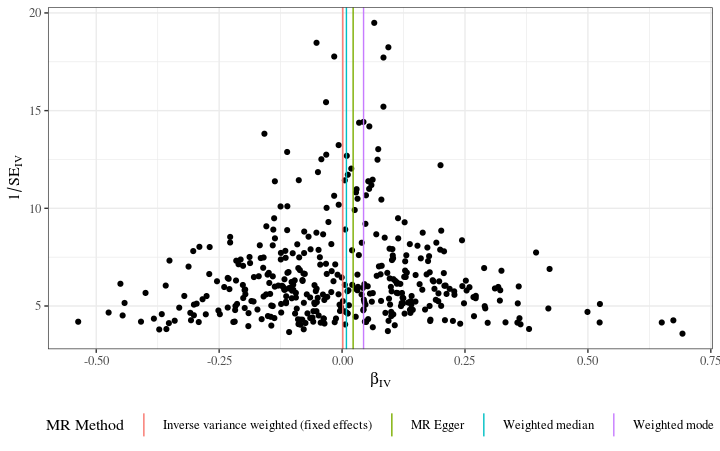 20
15
10
5
1/SE_IV
-0.50
-0.25
0.00
0.25
0.50
0.75
β_IV
MR Method
Inverse variance weighted (fixed effects)
MR Egger
Weighted median
Weighted mode